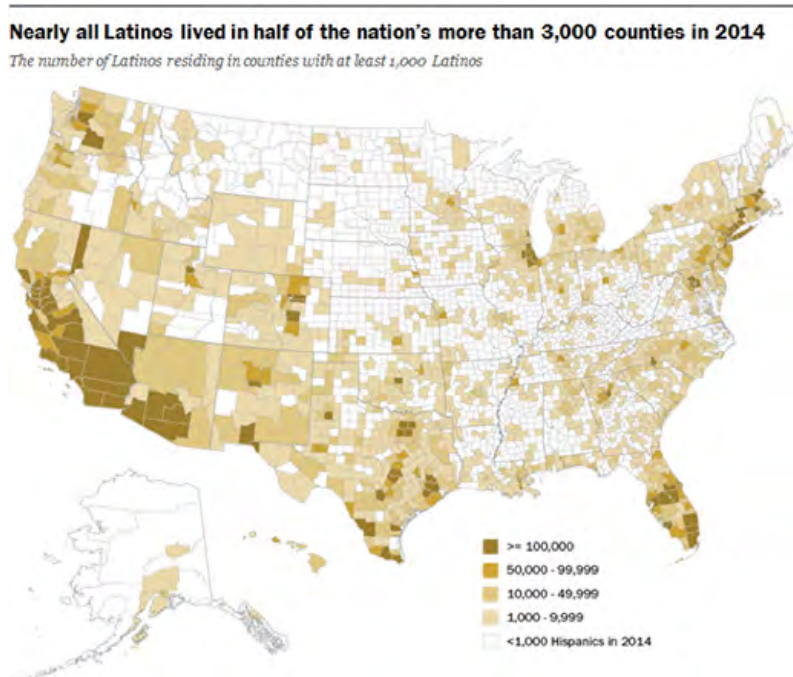 Nearly all Latinos lived in half of the nation's more than 3,000 counties in 2014
The number of Latinos residing in counties with at least 1,000 Latinos
>= 100,000
50,000 - 99,999
10,000 - 49,999
1,000 - 9,999
<1,000 Hispanics in 2014